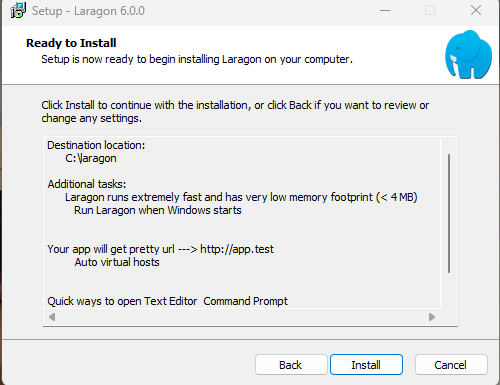 Setup - Laragon 6.0.0
Ready to Install
Setup is now ready to begin installing Laragon on your computer.
Click Install to continue with the installation, or click Back if you want to review or
change any settings.
Destination location:
C:\laragon
Additional tasks:
Laragon runs extremely fast and has very low memory footprint (< 4 MB)
Run Laragon when Windows starts
Your app will get pretty url ---> http://app.test
Auto virtual hosts
Quick ways to open Text Editor  Command Prompt
Back
Install
Cancel